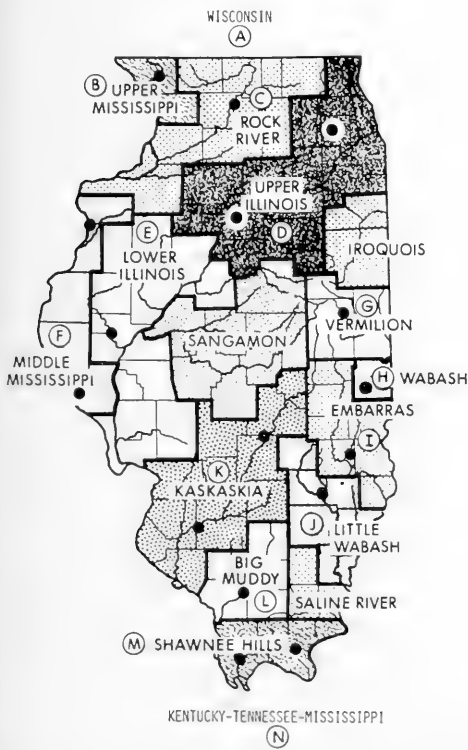 WISCONSIN
A
B UPPER
MISSISSIPPI
C
ROCK
RIVER
UPPER
ILLINOIS
D
E
LOWER
ILLINOIS
IROQUOIS
F
MIDDLE
MISSISSIPPI
SANGAMON
G
VERMILION
H WABASH
EMBARRAS
I
K
KASKASKIA
J LITTLE
WABASH
BIG
MUDDY
L
SALINE RIVER
M SHAWNEE HILLS
KENTUCKY-TENNESSEE-MISSISSIPPI
N